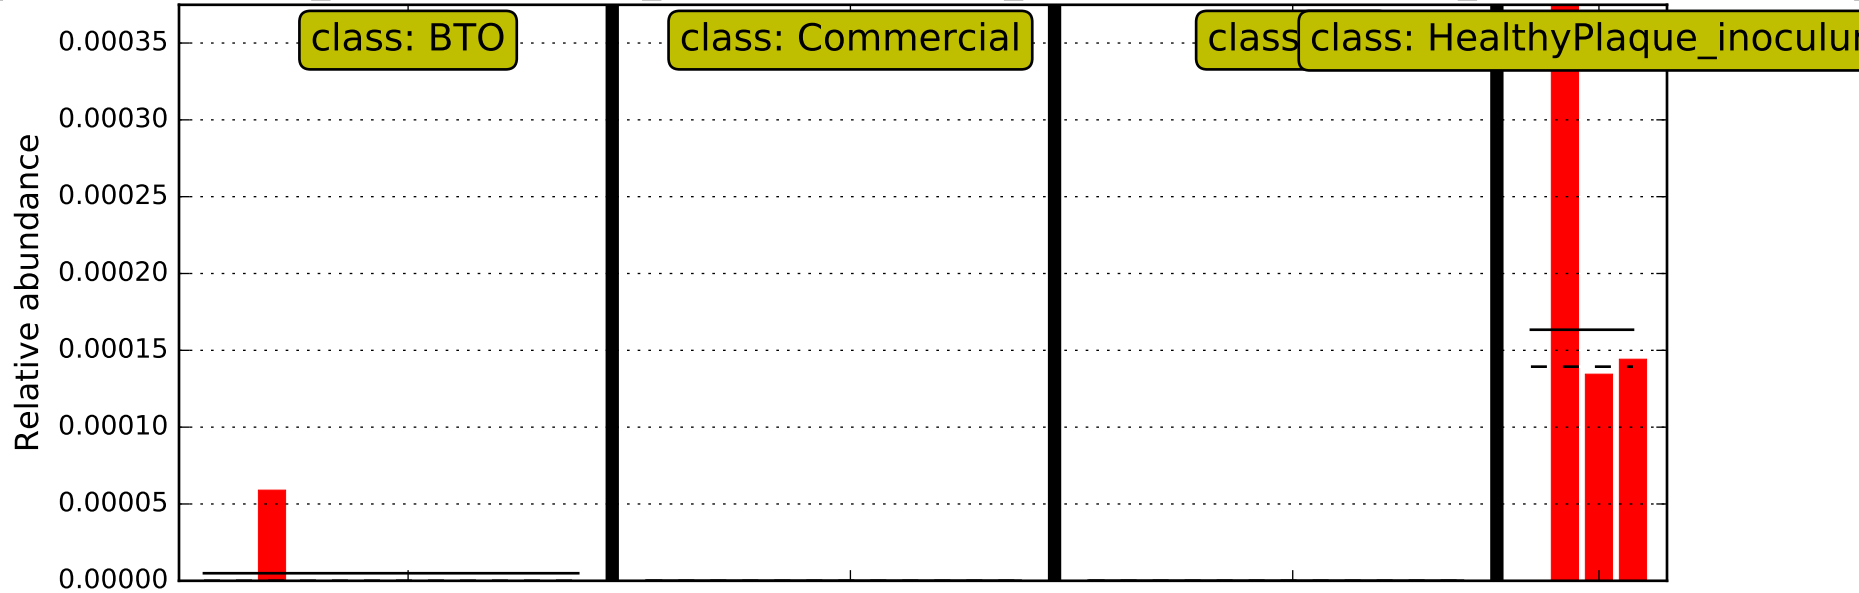 class: BTO
class: Commercial
class
class: HealthyPlaque_inoculu
Relative abundance
0.00035
0.00030
0.00025
0.00020
0.00015
0.00010
0.00005
0.00000